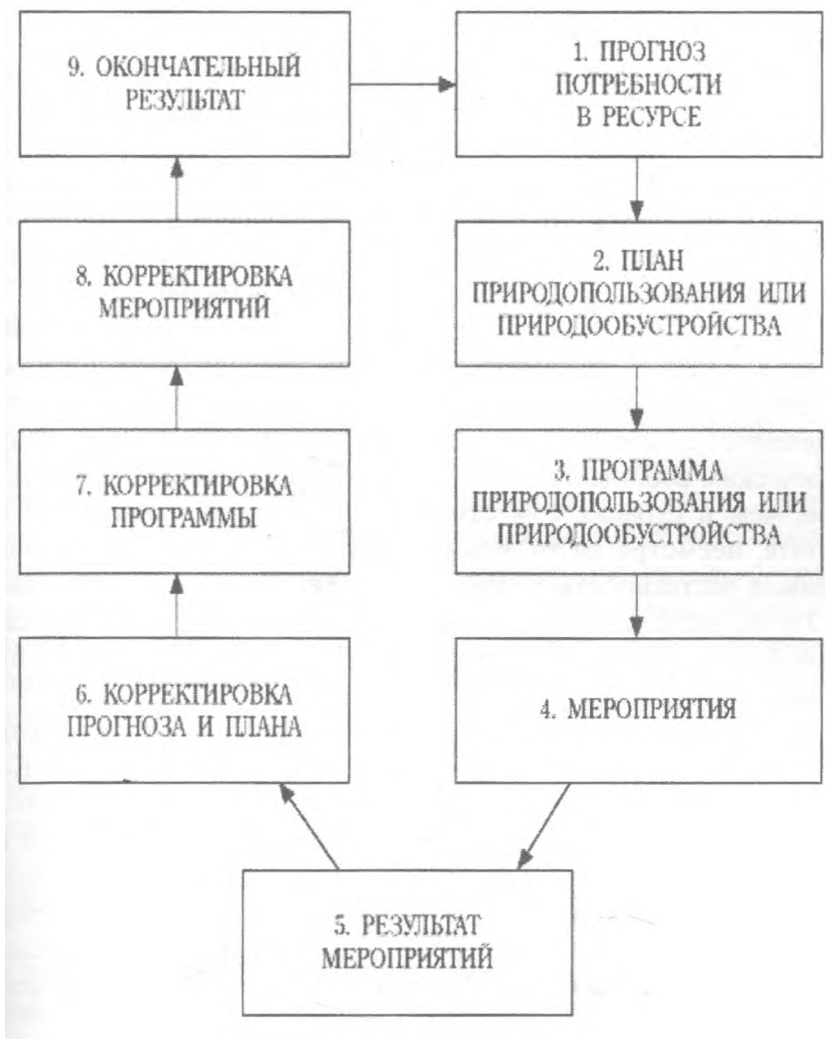 1. ПРОГНОЗ
ПОТРЕБНОСТИ
В РЕСУРСЕ
2. ПЛАН
ПРИРОДОПОЛЬЗОВАНИЯ ИЛИ
ПРИРОДООБУСТРОЙСТВА
3. ПРОГРАММА
ПРИРОДОПОЛЬЗОВАНИЯ ИЛИ
ПРИРОДООБУСТРОЙСТВА
4. МЕРОПРИЯТИЯ
5. РЕЗУЛЬТАТ
МЕРОПРИЯТИЙ
6. КОРРЕКТИРОВКА
ПРОГНОЗА И ПЛАНА
7. КОРРЕКТИРОВКА
ПРОГРАММЫ
8. КОРРЕКТИРОВКА
МЕРОПРИЯТИЙ
9. ОКОНЧАТЕЛЬНЫЙ
РЕЗУЛЬТАТ